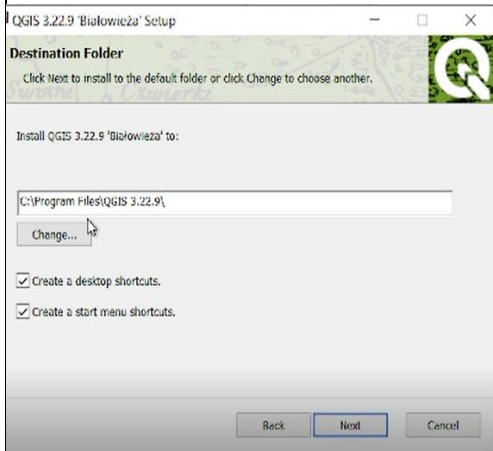 QGIS 3.22.9 'Białowieża' Setup
Destination Folder
Click Next to install to the default folder or click Change to choose another.
Install QGIS 3.22.9 'Białowieża' to:
C:\Program Files\QGIS 3.22.9\
Change...
Create a desktop shortcuts.
Create a start menu shortcuts.
Back
Next
Cancel